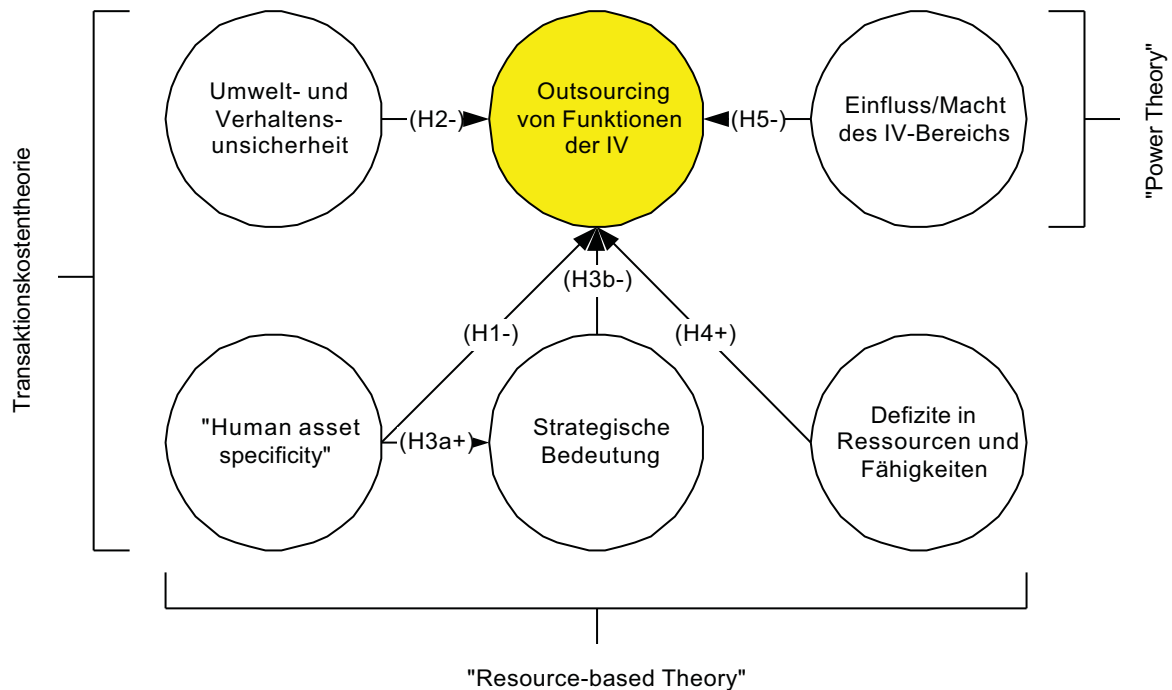 Transaktionskostentheorie
Umwelt- und
Verhaltens-
unsicherheit
(H2-)
Outsourcing
von Funktionen
der IV
(H5-)
Einfluss/Macht
des IV-Bereichs
"Power Theory"
(H3b-)
(H1-)
(H4+)
"Human asset
specificity"
(H3a+)
Strategische
Bedeutung
Defizite in
Ressourcen und
Fähigkeiten
"Resource-based Theory"